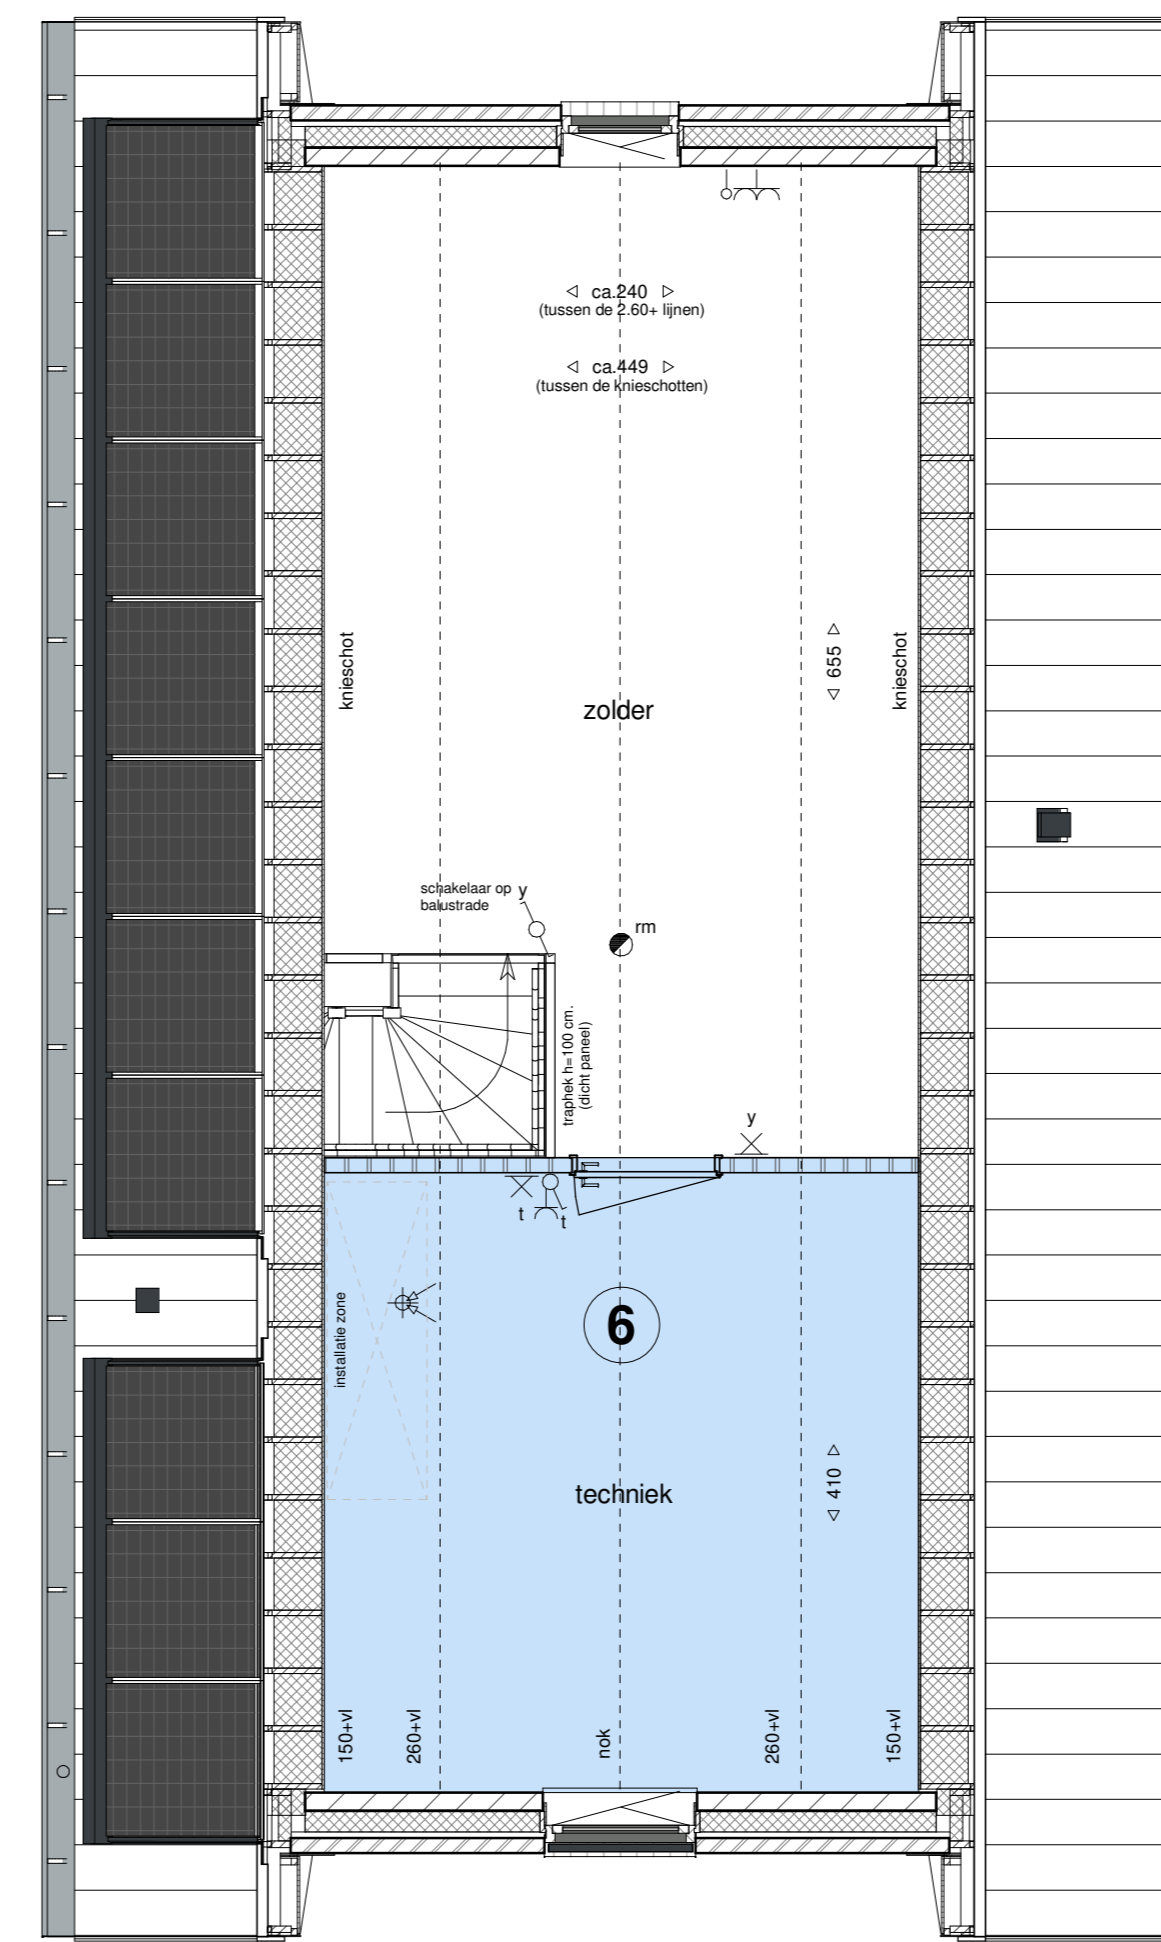 ca.240
(tussen de 2.60+ lijnen)
ca.449
(tussen de knieschotten)
knieschot
655
knieschot
zolder
schakelaar op y
balustrade
rm
traphek h=100 cm.
(dicht paneel)
y
t
t
installatie zone
6
410
techniek
150+vl
260+vl
nok
260+vl
150+vl